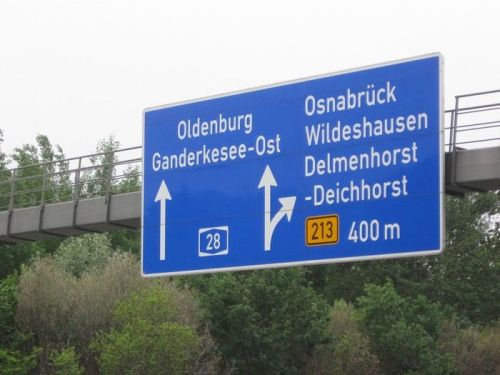 Oldenburg
Ganderkesee-Ost
28
Osnabrück
Wildeshausen
Delmenhorst
-Deichhorst
213 400 m